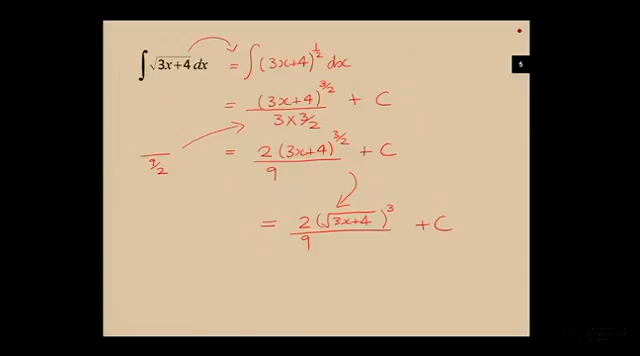 ∫ √(3x+4) dx = ∫ (3x+4)^(1/2) dx
5
= (3x+4)^(3/2) / (3 × 3/2) + C
/ (9/2)
= 2(3x+4)^(3/2) / 9 + C
= 2(√(3x+4))^3 / 9 + C